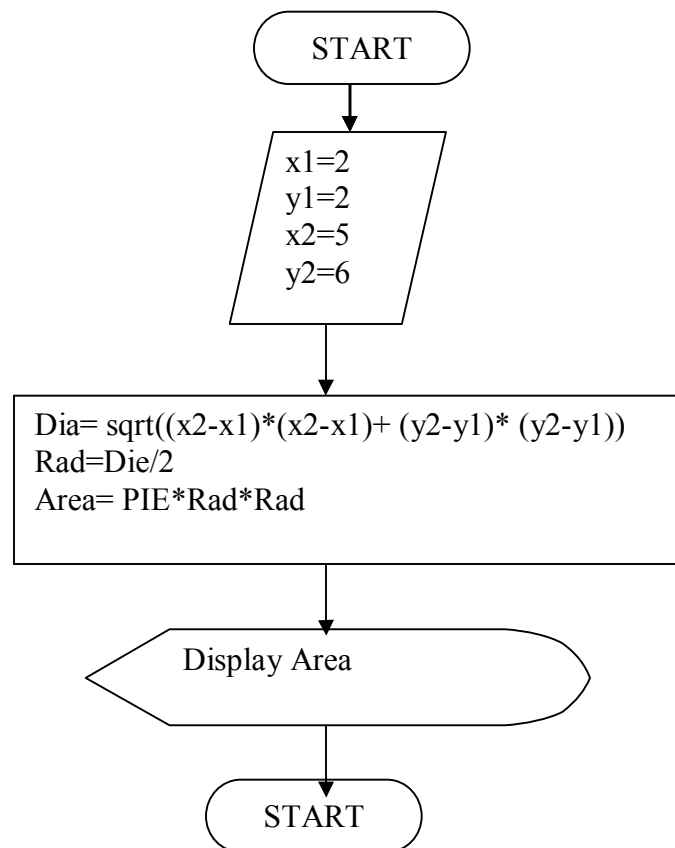 START
x1=2
y1=2
x2=5
y2=6
Dia= sqrt((x2-x1)*(x2-x1)+ (y2-y1)* (y2-y1))
Rad=Die/2
Area= PIE*Rad*Rad
Display Area
START